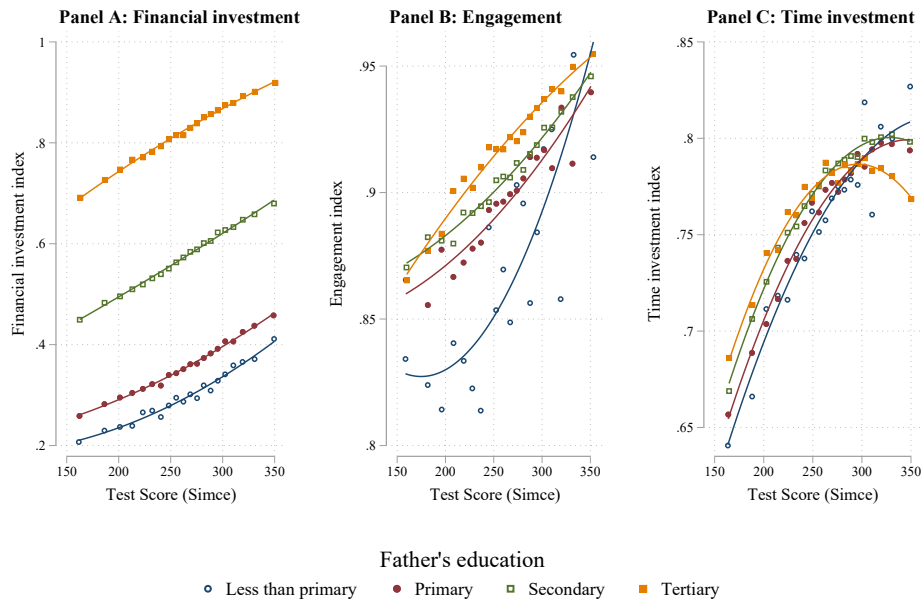 Panel A: Financial investment
Financial investment index
1
.8
.6
.4
.2
150 200 250 300 350
Test Score (Simce)
Panel B: Engagement
Engagement index
.95
.9
.85
.8
150 200 250 300 350
Test Score (Simce)
Panel C: Time investment
Time investment index
.85
.8
.75
.7
.65
150 200 250 300 350
Test Score (Simce)
Father's education
Less than primary Primary Secondary Tertiary